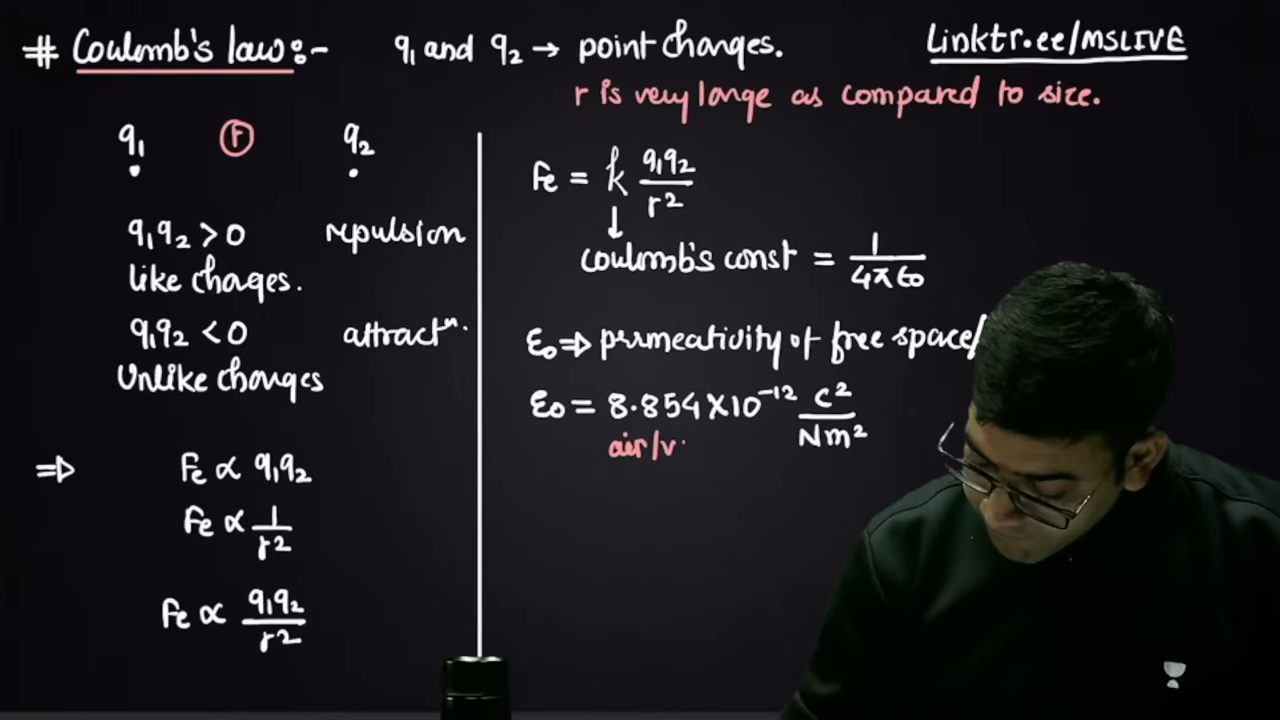 # Coulomb's law:-
q₁ and q₂ → point charges.
Linktr.ee/MSLIVE
r is very large as compared to size.
q₁ F q₂
q₁q₂ > 0 repulsion
like charges.
q₁q₂ < 0 attractⁿ.
Unlike charges
⇒ Fe ∝ q₁q₂
Fe ∝ 1/r²
Fe ∝ q₁q₂/r²
Fe = k q₁q₂/r²
↓
coulomb's const = 1/4πε₀
ε₀ ⇒ permeativity of free space/
ε₀ = 8.854 × 10⁻¹² C²/Nm²
air/v